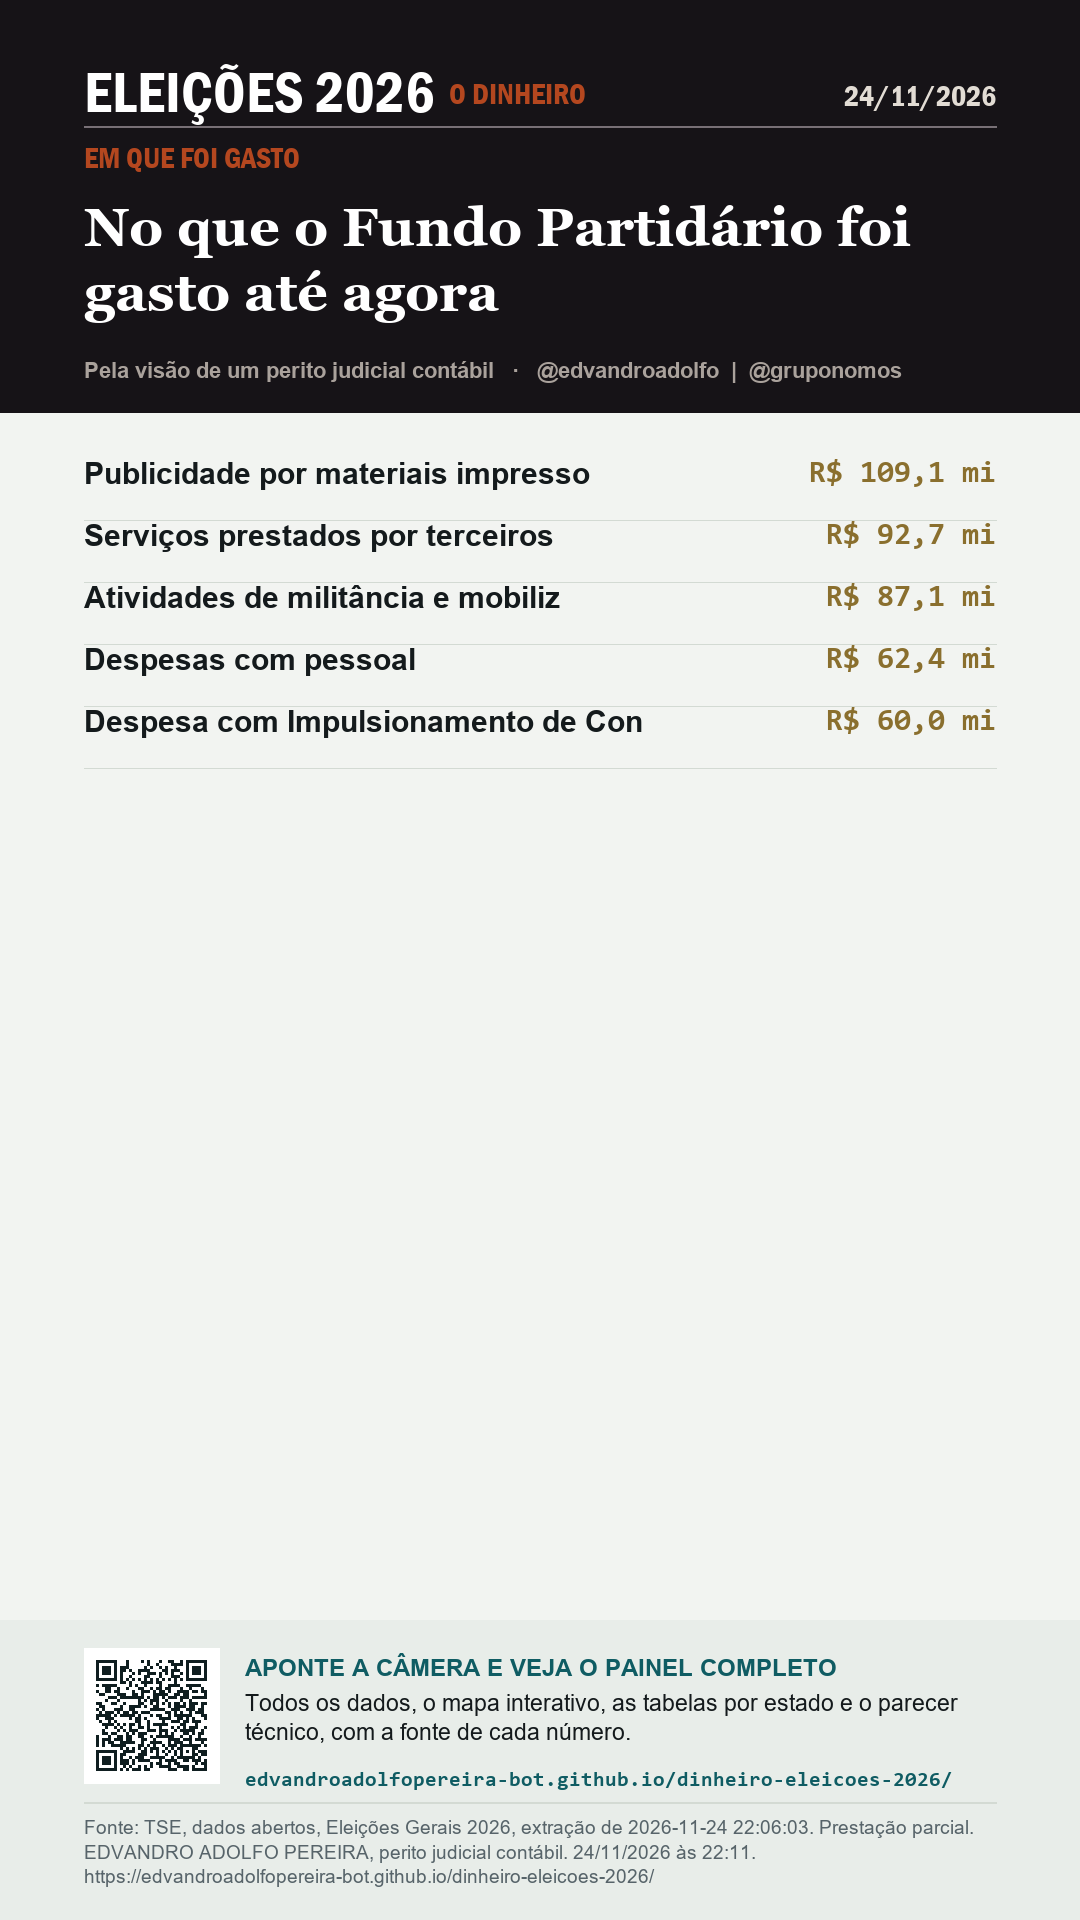 ELEIÇÕES 2026 O DINHEIRO 24/11/2026
EM QUE FOI GASTO
No que o Fundo Partidário foi
gasto até agora
Pela visão de um perito judicial contábil · @edvandroadolfo | @gruponomos
Publicidade por materiais impresso R$ 109,1 mi
Serviços prestados por terceiros R$ 92,7 mi
Atividades de militância e mobiliz R$ 87,1 mi
Despesas com pessoal R$ 62,4 mi
Despesa com Impulsionamento de Con R$ 60,0 mi
APONTE A CÂMERA E VEJA O PAINEL COMPLETO
Todos os dados, o mapa interativo, as tabelas por estado e o parecer
técnico, com a fonte de cada número.
edvandroadolfopereira-bot.github.io/dinheiro-eleicoes-2026/
Fonte: TSE, dados abertos, Eleições Gerais 2026, extração de 2026-11-24 22:06:03. Prestação parcial.
EDVANDRO ADOLFO PEREIRA, perito judicial contábil. 24/11/2026 às 22:11.
https://edvandroadolfopereira-bot.github.io/dinheiro-eleicoes-2026/